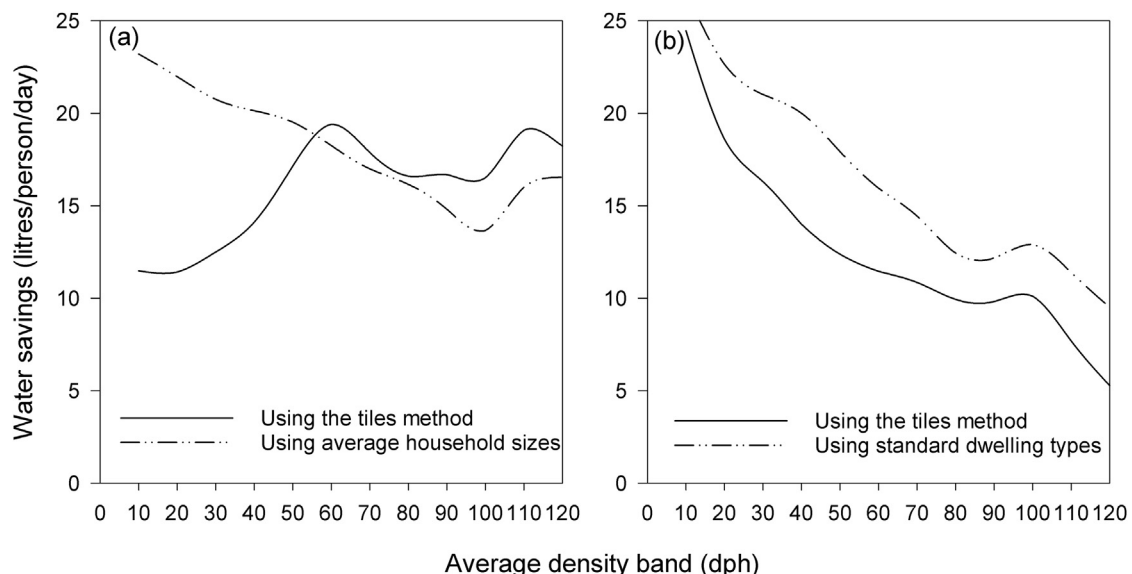 Water savings (litres/person/day)
(a)
25
20
15
10
5
0
Using the tiles method
Using average household sizes
0 10 20 30 40 50 60 70 80 90 100 110 120
(b)
25
20
15
10
5
0
Using the tiles method
Using standard dwelling types
0 10 20 30 40 50 60 70 80 90 100 110 120
Average density band (dph)